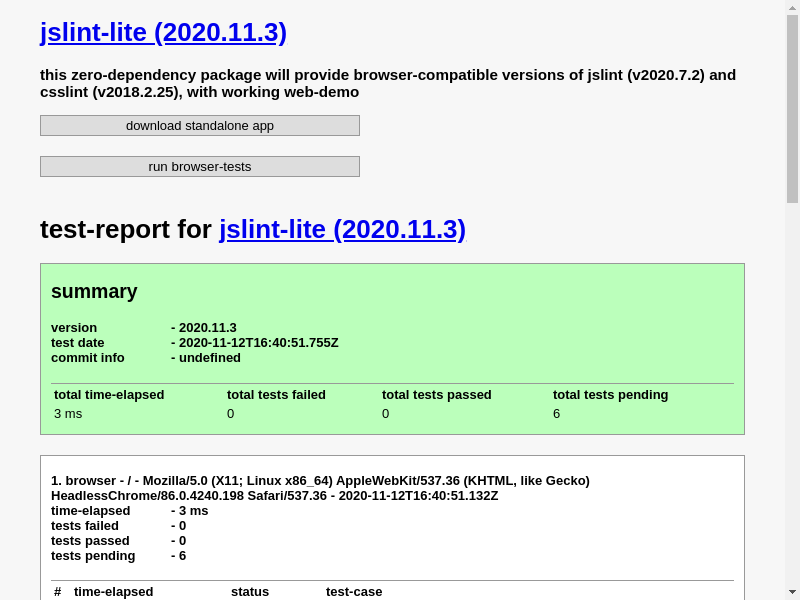 jslint-lite (2020.11.3)
this zero-dependency package will provide browser-compatible versions of jslint (v2020.7.2) and
csslint (v2018.2.25), with working web-demo
download standalone app
run browser-tests
test-report for jslint-lite (2020.11.3)
summary
version - 2020.11.3
test date - 2020-11-12T16:40:51.755Z
commit info - undefined
total time-elapsed total tests failed total tests passed total tests pending
3 ms 0 0 6
1. browser - / - Mozilla/5.0 (X11; Linux x86_64) AppleWebKit/537.36 (KHTML, like Gecko)
HeadlessChrome/86.0.4240.198 Safari/537.36 - 2020-11-12T16:40:51.132Z
time-elapsed - 3 ms
tests failed - 0
tests passed - 0
tests pending - 6
# time-elapsed status test-case